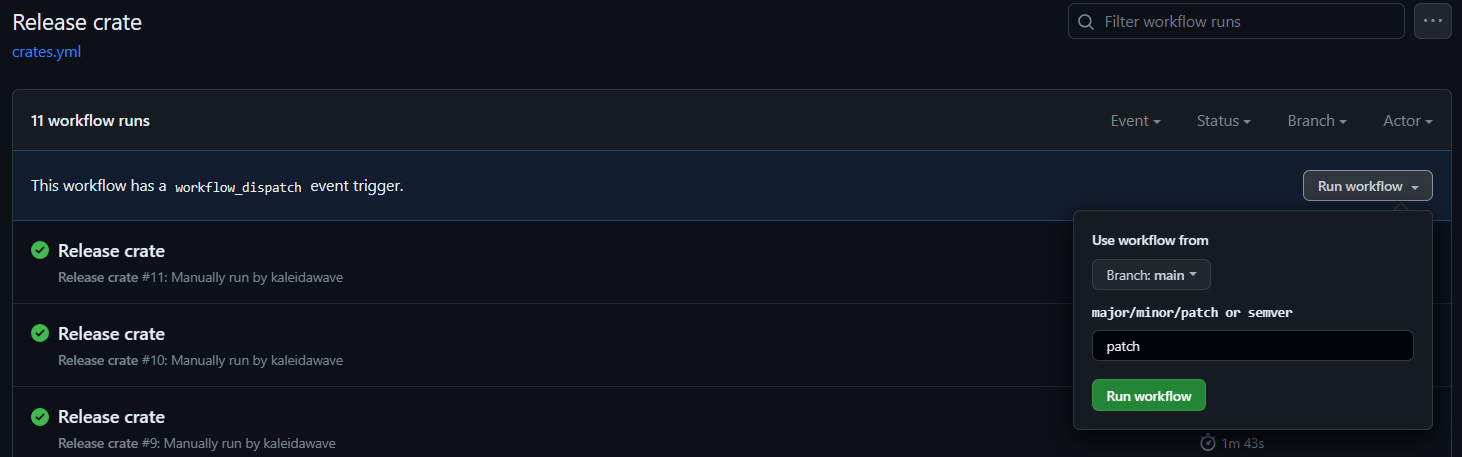 Release crate
Filter workflow runs
crates.yml
11 workflow runs
Event
Status
Branch
Actor
This workflow has a workflow_dispatch event trigger.
Run workflow
Use workflow from
Branch: main
major/minor/patch or semver
patch
Run workflow
Release crate
Release crate #11: Manually run by kaleidawave
Release crate
Release crate #10: Manually run by kaleidawave
Release crate
Release crate #9: Manually run by kaleidawave
1m 43s